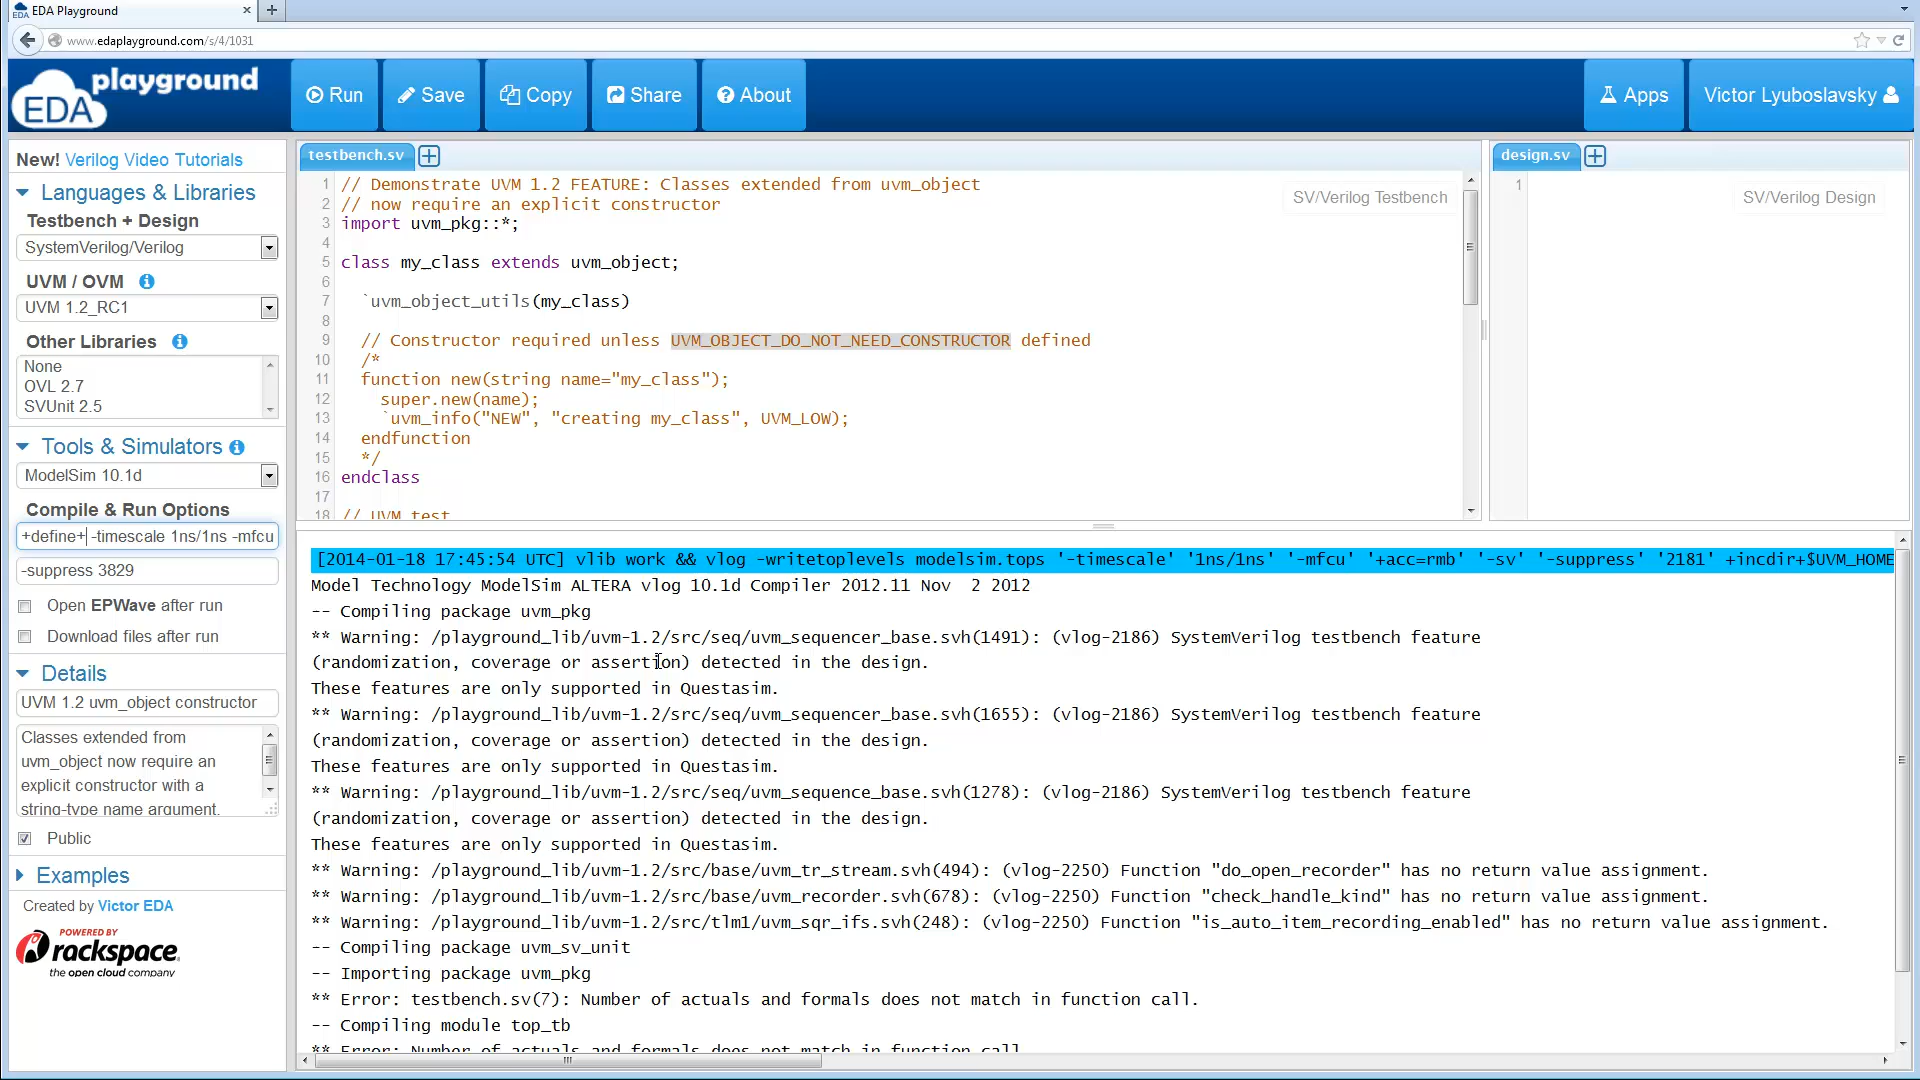 EDA Playground
www.edaplayground.com/s/4/1031
EDA playground
Run
Save
Copy
Share
About
Apps
Victor Lyuboslavsky
New! Verilog Video Tutorials
Languages & Libraries
Testbench + Design
SystemVerilog/Verilog
UVM / OVM
UVM 1.2_RC1
Other Libraries
None
OVL 2.7
SVUnit 2.5
Tools & Simulators
ModelSim 10.1d
Compile & Run Options
+define+ -timescale 1ns/1ns -mfcu
-suppress 3829
Open EPWave after run
Download files after run
Details
UVM 1.2 uvm_object constructor
Classes extended from
uvm_object now require an
explicit constructor with a
string-type name argument.
Public
Examples
Created by Victor EDA
POWERED BY
rackspace
the open cloud company
testbench.sv
SV/Verilog Testbench
1 // Demonstrate UVM 1.2 FEATURE: Classes extended from uvm_object
2 // now require an explicit constructor
3 import uvm_pkg::*;
4
5 class my_class extends uvm_object;
6
7 `uvm_object_utils(my_class)
8
9 // Constructor required unless UVM_OBJECT_DO_NOT_NEED_CONSTRUCTOR defined
10 /*
11 function new(string name="my_class");
12 super.new(name);
13 `uvm_info("NEW", "creating my_class", UVM_LOW);
14 endfunction
15 */
16 endclass
17
18 // UVM test
design.sv
1
SV/Verilog Design
[2014-01-18 17:45:54 UTC] vlib work && vlog -writetoplevels modelsim.tops '-timescale' '1ns/1ns' '-mfcu' '+acc=rmb' '-sv' '-suppress' '2181' +incdir+$UVM_HOME
Model Technology ModelSim ALTERA vlog 10.1d Compiler 2012.11 Nov  2 2012
-- Compiling package uvm_pkg
** Warning: /playground_lib/uvm-1.2/src/seq/uvm_sequencer_base.svh(1491): (vlog-2186) SystemVerilog testbench feature
(randomization, coverage or assertion) detected in the design.
These features are only supported in Questasim.
** Warning: /playground_lib/uvm-1.2/src/seq/uvm_sequencer_base.svh(1655): (vlog-2186) SystemVerilog testbench feature
(randomization, coverage or assertion) detected in the design.
These features are only supported in Questasim.
** Warning: /playground_lib/uvm-1.2/src/seq/uvm_sequence_base.svh(1278): (vlog-2186) SystemVerilog testbench feature
(randomization, coverage or assertion) detected in the design.
These features are only supported in Questasim.
** Warning: /playground_lib/uvm-1.2/src/base/uvm_tr_stream.svh(494): (vlog-2250) Function "do_open_recorder" has no return value assignment.
** Warning: /playground_lib/uvm-1.2/src/base/uvm_recorder.svh(678): (vlog-2250) Function "check_handle_kind" has no return value assignment.
** Warning: /playground_lib/uvm-1.2/src/tlm1/uvm_sqr_ifs.svh(248): (vlog-2250) Function "is_auto_item_recording_enabled" has no return value assignment.
-- Compiling package uvm_sv_unit
-- Importing package uvm_pkg
** Error: testbench.sv(7): Number of actuals and formals does not match in function call.
-- Compiling module top_tb
** Error: Number of actuals and formals does not match in function call